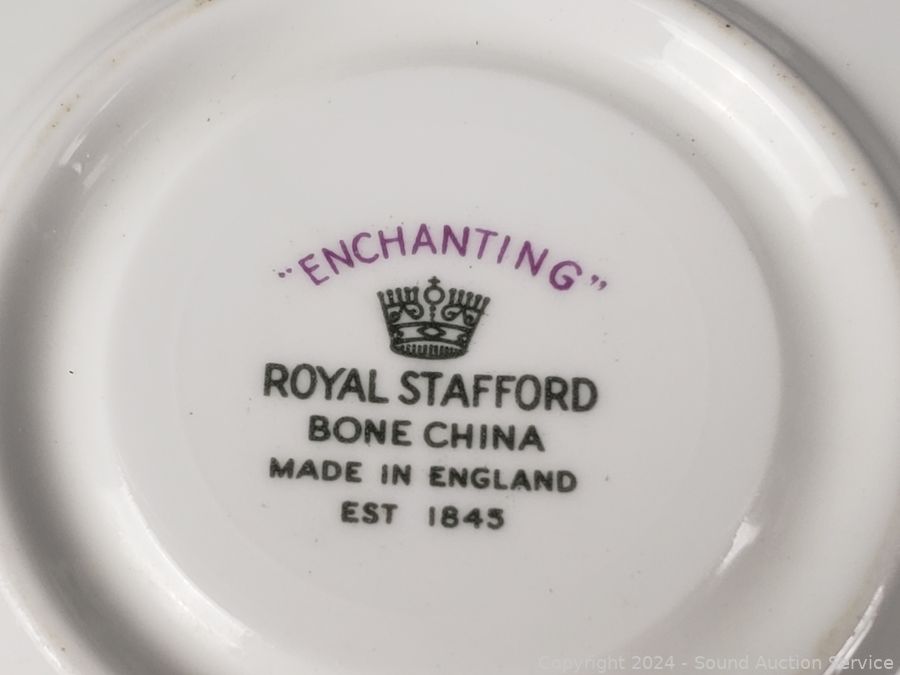 "ENCHANTING"
ROYAL STAFFORD
BONE CHINA
MADE IN ENGLAND
EST 1845
Copyright 2024 - Sound Auction Service